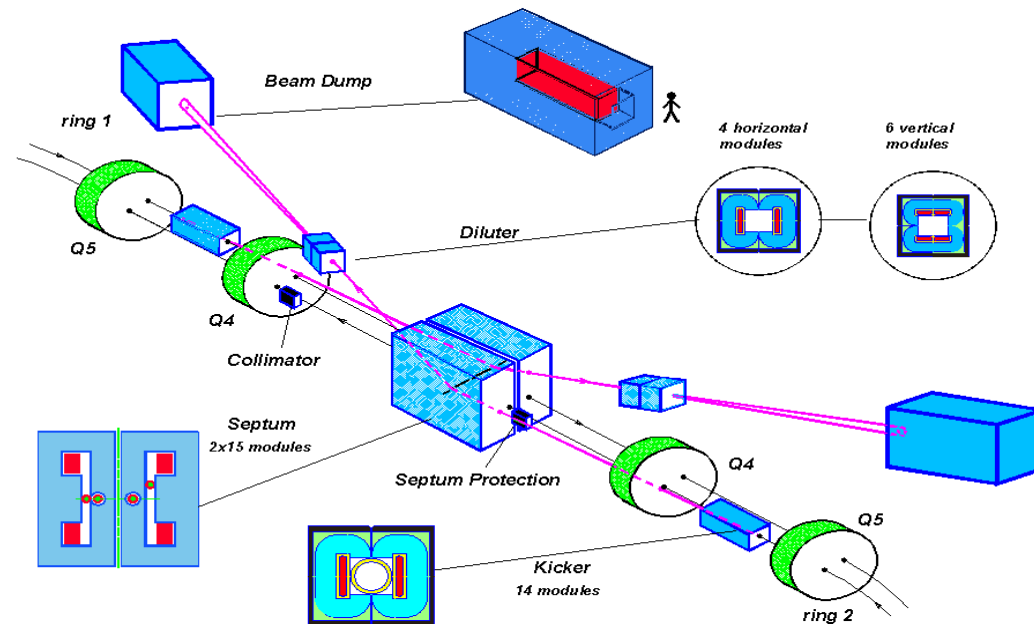 Beam Dump
ring 1
4 horizontal
modules
6 vertical
modules
Q5
Diluter
Q4
Collimator
Septum
2x15 modules
Septum Protection
Q4
Q5
Kicker
14 modules
ring 2